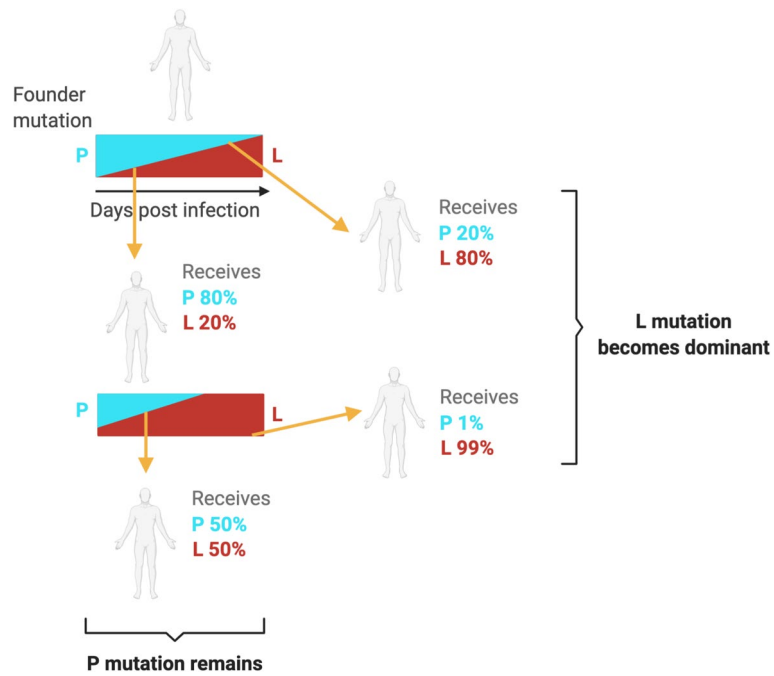 Founder
mutation
P
L
Days post infection
Receives
P 20%
L 80%
Receives
P 80%
L 20%
L mutation
becomes dominant
P
L
Receives
P 1%
L 99%
Receives
P 50%
L 50%
P mutation remains